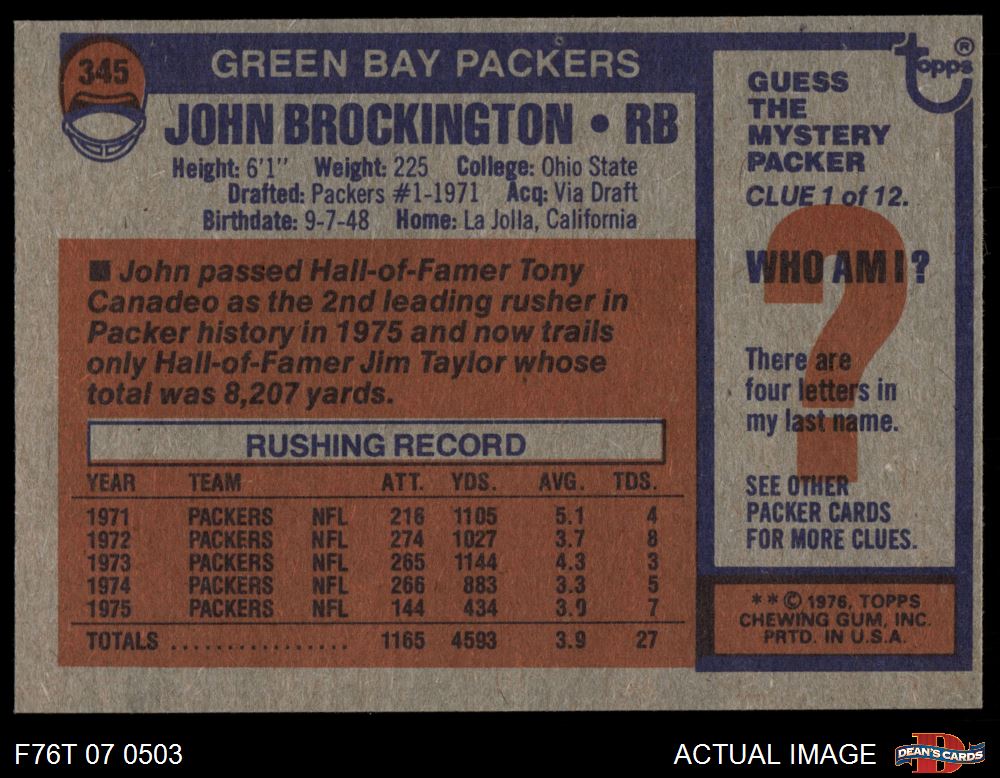 345
GREEN BAY PACKERS
JOHN BROCKINGTON • RB
Height: 6'1" Weight: 225 College: Ohio State
Drafted: Packers #1-1971 Acq: Via Draft
Birthdate: 9-7-48 Home: La Jolla, California
■ John passed Hall-of-Famer Tony
Canadeo as the 2nd leading rusher in
Packer history in 1975 and now trails
only Hall-of-Famer Jim Taylor whose
total was 8,207 yards.
RUSHING RECORD
YEAR TEAM ATT. YDS. AVG. TDS.
1971 PACKERS NFL 216 1105 5.1 4
1972 PACKERS NFL 274 1027 3.7 8
1973 PACKERS NFL 265 1144 4.3 3
1974 PACKERS NFL 266 883 3.3 5
1975 PACKERS NFL 144 434 3.9 7
TOTALS ................. 1165 4593 3.9 27
topps ®
GUESS
THE
MYSTERY
PACKER
CLUE 1 of 12.
?
WHO AM I?
There are
four letters in
my last name.
SEE OTHER
PACKER CARDS
FOR MORE CLUES.
* * © 1976, TOPPS
CHEWING GUM, INC.
PRTD. IN U.S.A.
F76T 07 0503
ACTUAL IMAGE
D
DEAN'S CARDS